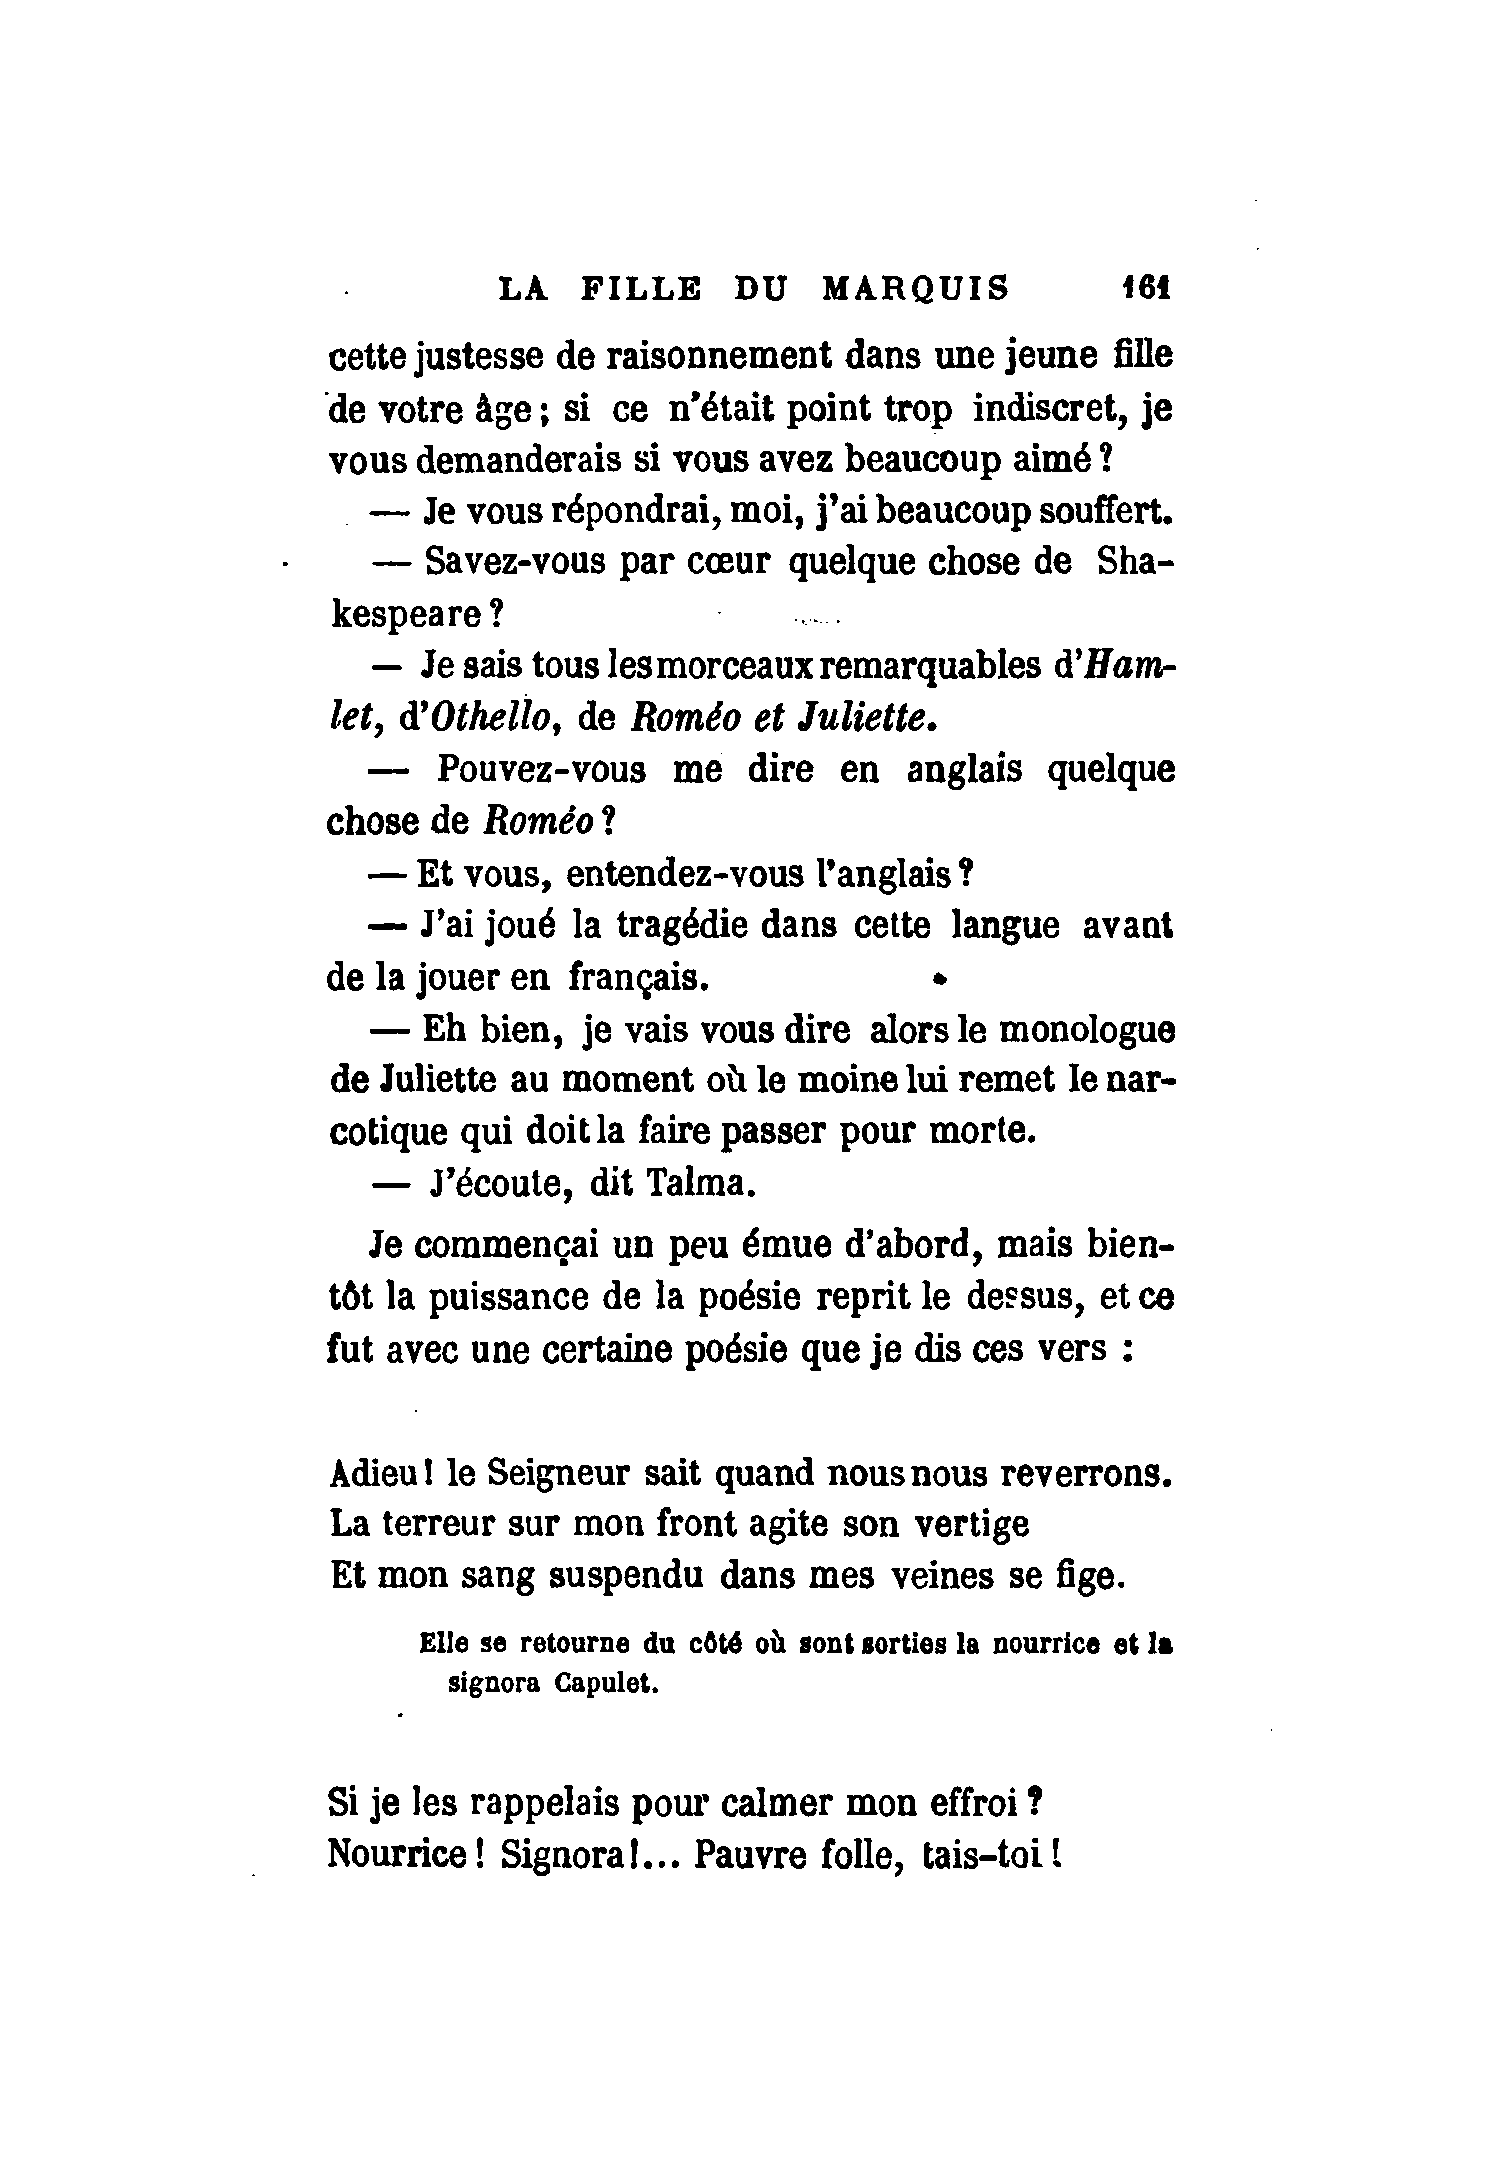 LA FILLE DU MARQUIS 161
cette justesse de raisonnement dans une jeune fille
de votre âge ; si ce n'était point trop indiscret, je
vous demanderais si vous avez beaucoup aimé ?
— Je vous répondrai, moi, j'ai beaucoup souffert.
— Savez-vous par cœur quelque chose de Sha-
kespeare ?
— Je sais tous les morceaux remarquables d'Ham-
let, d'Othello, de Roméo et Juliette.
— Pouvez-vous me dire en anglais quelque
chose de Roméo ?
— Et vous, entendez-vous l'anglais ?
— J'ai joué la tragédie dans cette langue avant
de la jouer en français.
— Eh bien, je vais vous dire alors le monologue
de Juliette au moment où le moine lui remet le nar-
cotique qui doit la faire passer pour morte.
— J'écoute, dit Talma.
Je commençai un peu émue d'abord, mais bien-
tôt la puissance de la poésie reprit le dessus, et ce
fut avec une certaine poésie que je dis ces vers :
Adieu ! le Seigneur sait quand nous nous reverrons.
La terreur sur mon front agite son vertige
Et mon sang suspendu dans mes veines se fige.
Elle se retourne du côté où sont sorties la nourrice et la
signora Capulet.
Si je les rappelais pour calmer mon effroi ?
Nourrice ! Signora !... Pauvre folle, tais-toi !